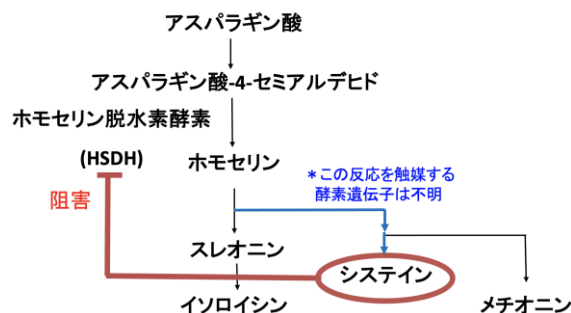 アスパラギン酸
アスパラギン酸-4-セミアルデヒド
ホモセリン脱水素酵素
(HSDH)
ホモセリン
*この反応を触媒する
酵素遺伝子は不明
阻害
スレオニン
システイン
イソロイシン
メチオニン